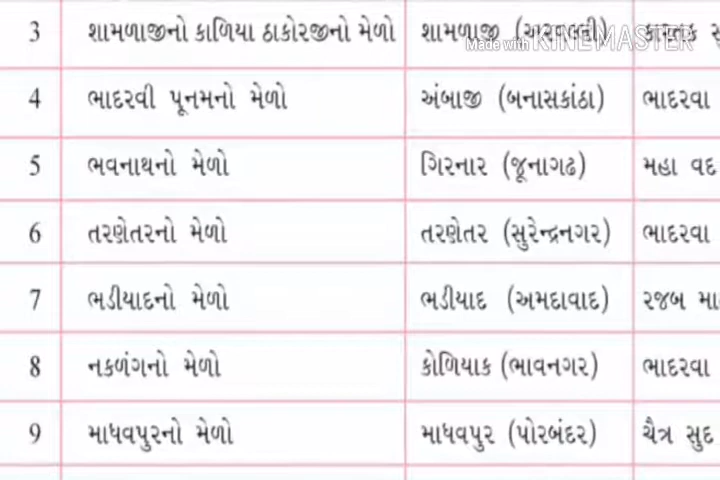 3 શામળાજીનો કાળિયા ઠાકોરજીનો મેળો શામળાજી (અરવલ્લી) કારતક સુ
Made with KINEMASTER
4 ભાદરવી પૂનમનો મેળો અંબાજી (બનાસકાંઠા) ભાદરવા
5 ભવનાથનો મેળો ગિરનાર (જૂનાગઢ) મહા વદ
6 તરણેતરનો મેળો તરણેતર (સુરેન્દ્રનગર) ભાદરવા
7 ભડીયાદનો મેળો ભડીયાદ (અમદાવાદ) રજબ મા
8 નકળંગનો મેળો કોળિયાક (ભાવનગર) ભાદરવા
9 માધવપુરનો મેળો માધવપુર (પોરબંદર) ચૈત્ર સુદ